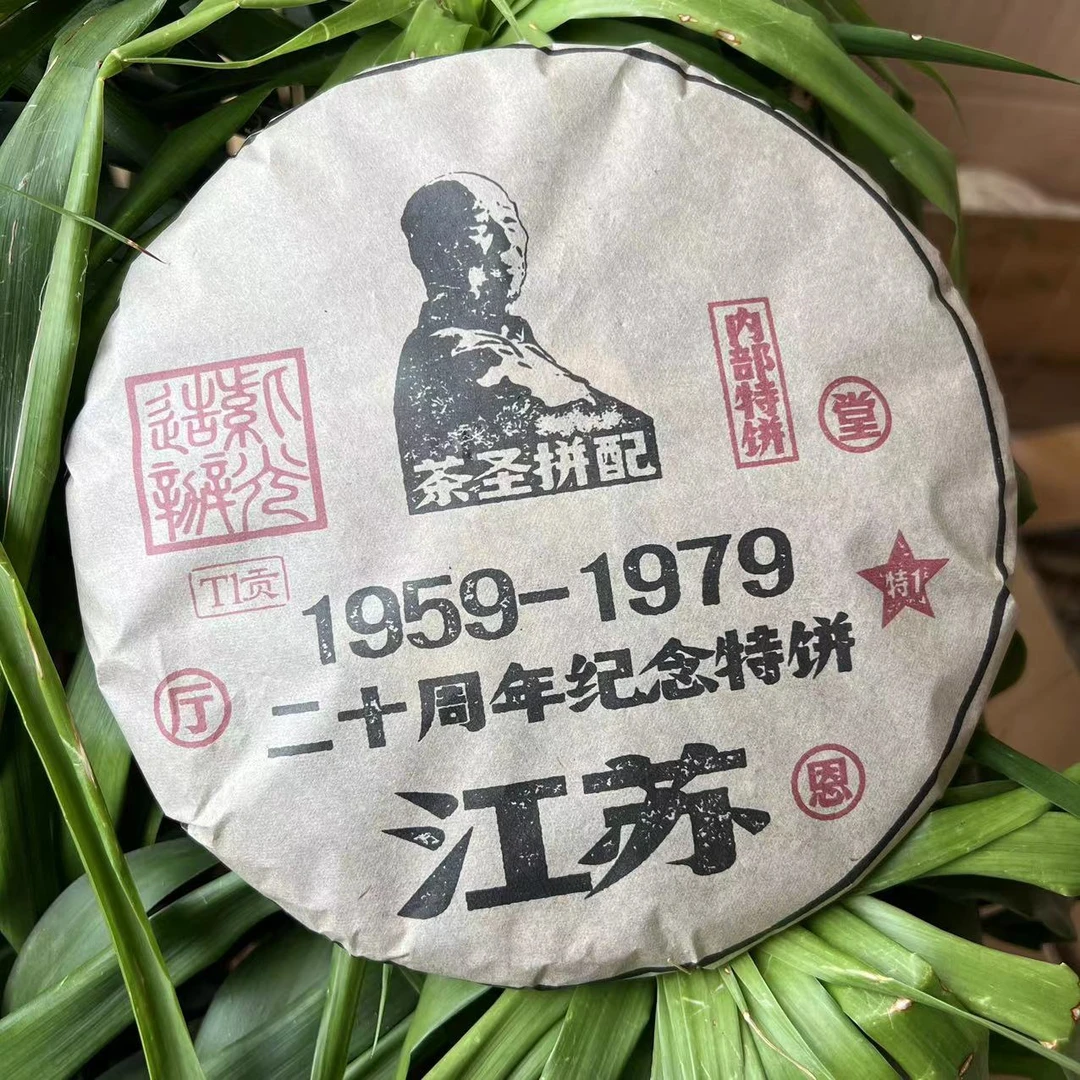 茶圣拼配
内部特饼
堂
T1贡
1959-1979
特1
厅
二十周年纪念特饼
恩
江苏